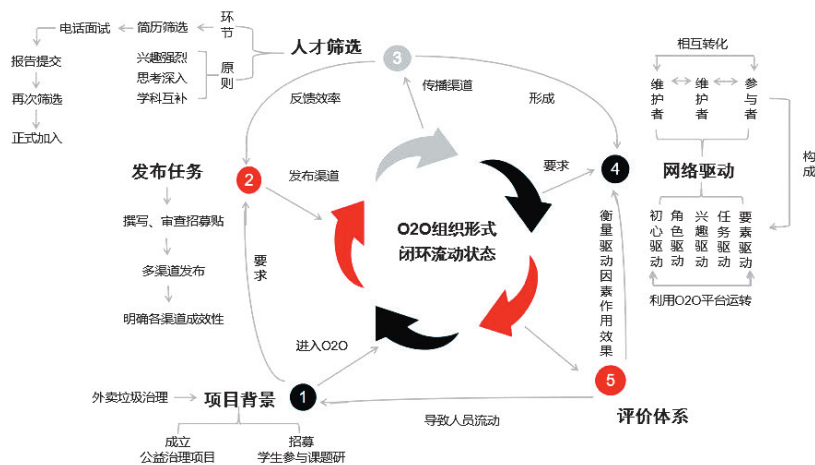 环节
简历筛选
电话面试
报告提交
再次筛选
正式加入
人才筛选
原则
兴趣强烈
思考深入
学科互补
3
反馈效率
传播渠道
形成
相互转化
维护者
维护者
参与者
构成
网络驱动
初心驱动
角色驱动
兴趣驱动
任务驱动
要素驱动
利用O2O平台运转
发布任务
2
发布渠道
要求
4
撰写、审查招募贴
多渠道发布
明确各渠道成效性
要求
O2O组织形式
闭环流动状态
衡量驱动因素作用效果
进入O2O
外卖垃圾治理
项目背景
1
5
评价体系
导致人员流动
成立
公益治理项目
招募
学生参与课题研